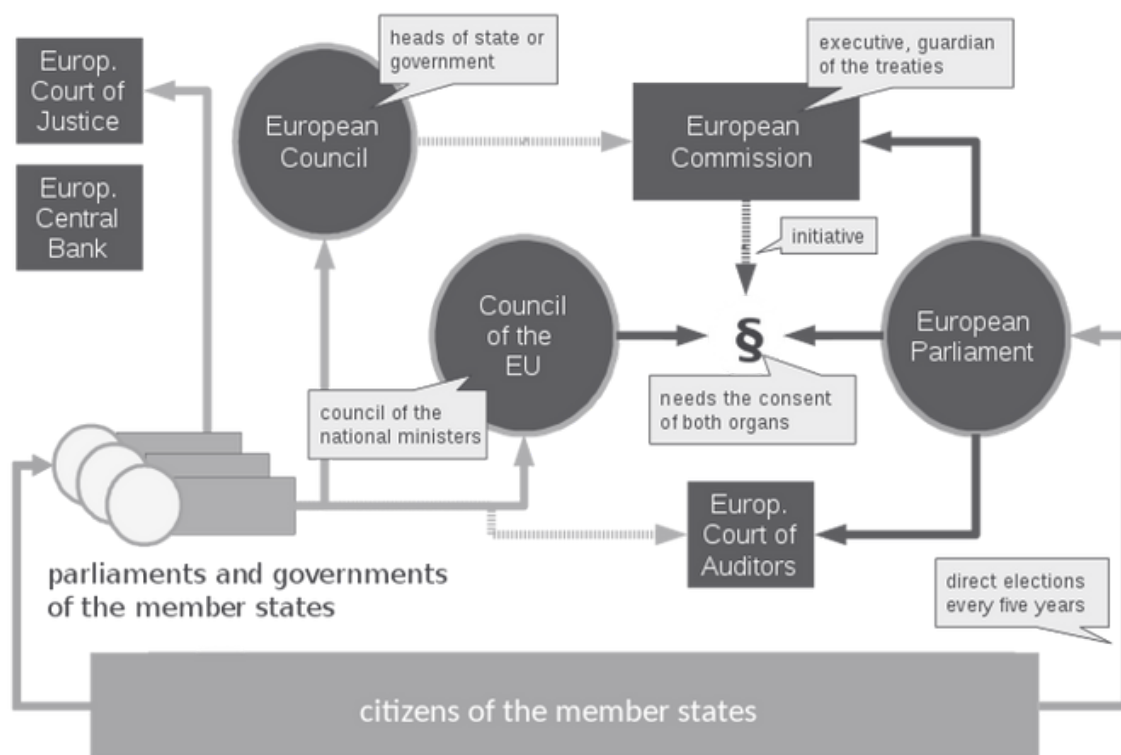 Europ.
Court of
Justice
Europ.
Central
Bank
heads of state or
government
European
Council
executive, guardian
of the treaties
European
Commission
initiative
Council
of the
EU
§
European
Parliament
council of the
national ministers
needs the consent
of both organs
Europ.
Court of
Auditors
parliaments and governments
of the member states
direct elections
every five years
citizens of the member states